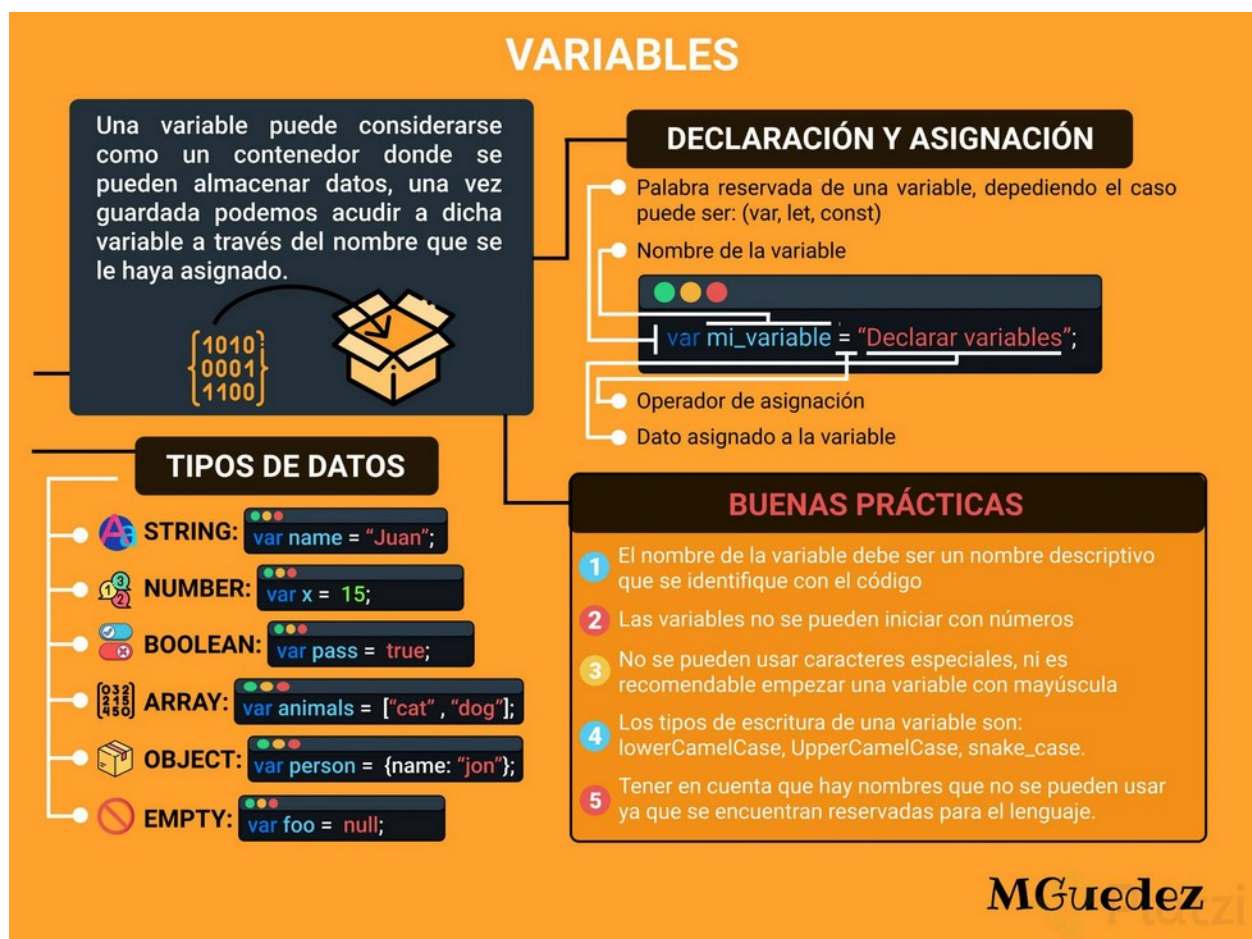 VARIABLES
Una variable puede considerarse
como un contenedor donde se
pueden almacenar datos, una vez
guardada podemos acudir a dicha
variable a través del nombre que se
le haya asignado.
1010
0001
1100
DECLARACIÓN Y ASIGNACIÓN
Palabra reservada de una variable, depediendo el caso
puede ser: (var, let, const)
Nombre de la variable
var mi_variable = “Declarar variables”;
Operador de asignación
Dato asignado a la variable
TIPOS DE DATOS
Aa STRING: var name = “Juan”;
1 2 3 NUMBER: var x = 15;
BOOLEAN: var pass = true;
032
215
450
ARRAY: var animals = [“cat” , “dog”];
OBJECT: var person = {name: “jon”};
EMPTY: var foo = null;
BUENAS PRÁCTICAS
1 El nombre de la variable debe ser un nombre descriptivo
que se identifique con el código
2 Las variables no se pueden iniciar con números
3 No se pueden usar caracteres especiales, ni es
recomendable empezar una variable con mayúscula
4 Los tipos de escritura de una variable son:
lowerCamelCase, UpperCamelCase, snake_case.
5 Tener en cuenta que hay nombres que no se pueden usar
ya que se encuentran reservadas para el lenguaje.
MGuedez
Platzi